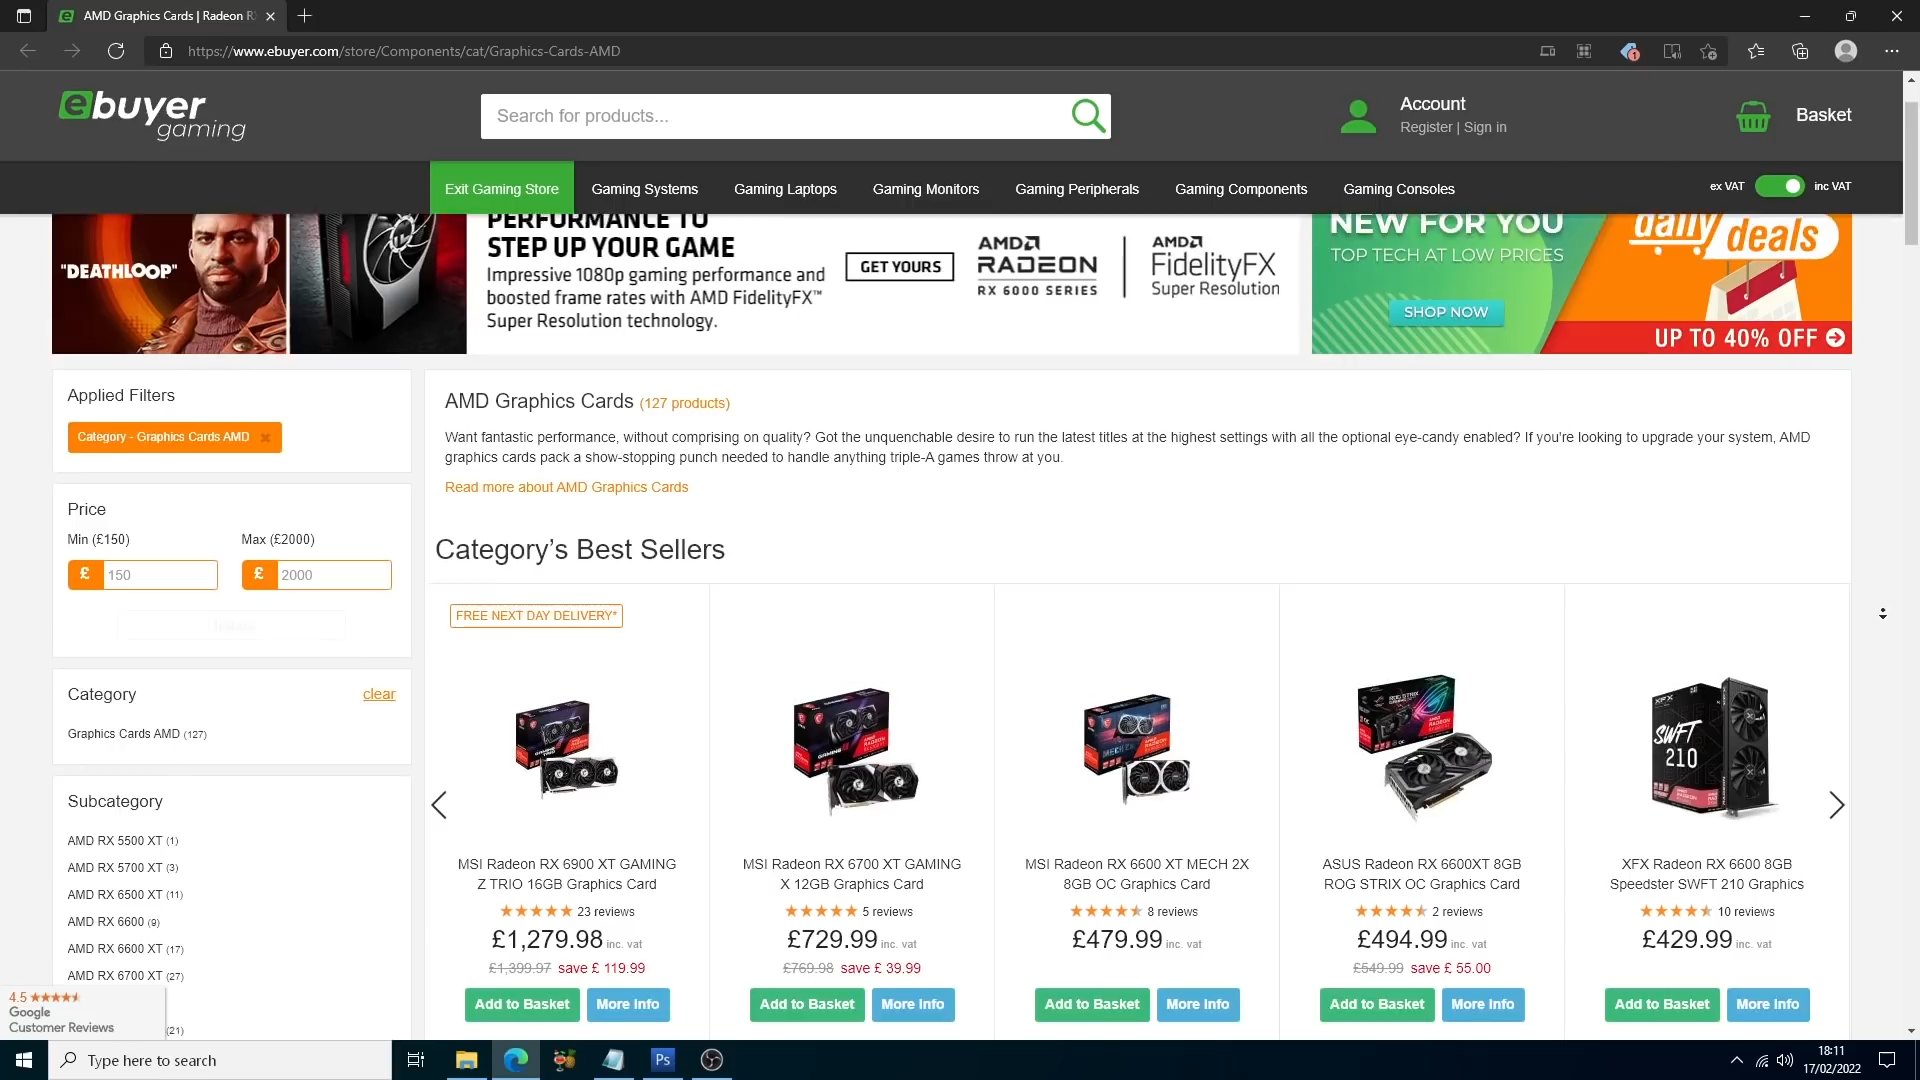 AMD Graphics Cards | Radeon R
https://www.ebuyer.com/store/Components/cat/Graphics-Cards-AMD
1
ebuyer
gaming
Search for products...
Account
Register | Sign in
Basket
Exit Gaming Store
Gaming Systems
Gaming Laptops
Gaming Monitors
Gaming Peripherals
Gaming Components
Gaming Consoles
ex VAT
inc VAT
"DEATHLOOP"
PERFORMANCE TO
STEP UP YOUR GAME
Impressive 1080p gaming performance and
boosted frame rates with AMD FidelityFX™
Super Resolution technology.
GET YOURS
AMD
RADEON
RX 6000 SERIES
AMD
FidelityFX
Super Resolution
NEW FOR YOU
TOP TECH AT LOW PRICES
SHOP NOW
daily
deals
UP TO 40% OFF
Applied Filters
Category - Graphics Cards AMD
AMD Graphics Cards (127 products)
Want fantastic performance, without comprising on quality? Got the unquenchable desire to run the latest titles at the highest settings with all the optional eye-candy enabled? If you're looking to upgrade your system, AMD
graphics cards pack a show-stopping punch needed to handle anything triple-A games throw at you.
Read more about AMD Graphics Cards
Price
Min (£150)
Max (£2000)
£ 150
£ 2000
Category
clear
Graphics Cards AMD (127)
Subcategory
AMD RX 5500 XT (1)
AMD RX 5700 XT (3)
AMD RX 6500 XT (11)
AMD RX 6600 (9)
AMD RX 6600 XT (17)
AMD RX 6700 XT (27)
(21)
4.5
Google
Customer Reviews
Category's Best Sellers
FREE NEXT DAY DELIVERY*
MSI Radeon RX 6900 XT GAMING
Z TRIO 16GB Graphics Card
23 reviews
£1,279.98 inc. vat
£1,399.97 save £ 119.99
Add to Basket
More Info
MSI Radeon RX 6700 XT GAMING
X 12GB Graphics Card
5 reviews
£729.99 inc. vat
£769.98 save £ 39.99
Add to Basket
More Info
MECH 2X
MSI Radeon RX 6600 XT MECH 2X
8GB OC Graphics Card
8 reviews
£479.99 inc. vat
Add to Basket
More Info
ROG STRIX
ASUS Radeon RX 6600XT 8GB
ROG STRIX OC Graphics Card
2 reviews
£494.99 inc. vat
£549.99 save £ 55.00
Add to Basket
More Info
XFX
SWFT
210
XFX Radeon RX 6600 8GB
Speedster SWFT 210 Graphics
10 reviews
£429.99 inc. vat
Add to Basket
More Info
Type here to search
Ps
18:11
17/02/2022